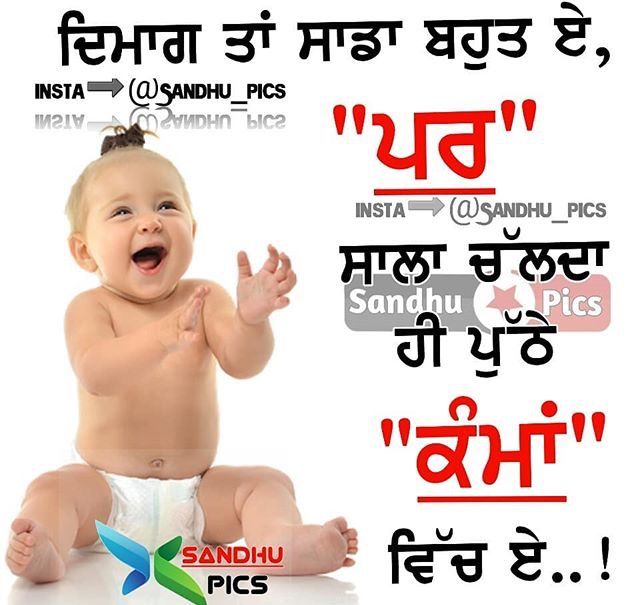 ਦਿਮਾਗ ਤਾਂ ਸਾਡਾ ਬਹੁਤ ਏ,
INSTA @SANDHU_PICS
"ਪਰ"
INSTA @SANDHU_PICS
ਸਾਲਾ ਚੱਲਦਾ
Sandhu Pics
ਹੀ ਪੁੱਠੇ
"ਕੰਮਾਂ"
ਵਿੱਚ ਏ..!
SANDHU
PICS